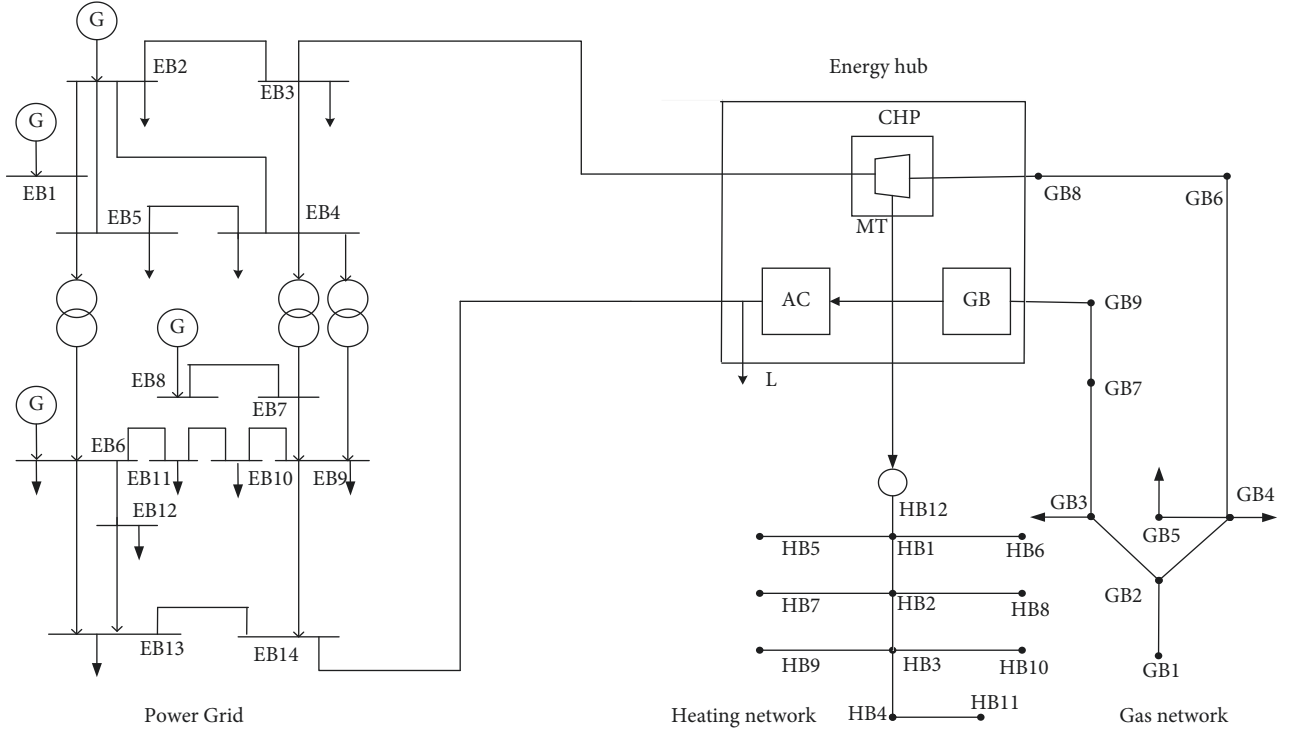 G
EB2
EB3
Energy hub
G
CHP
EB1
GB8
GB6
EB5
EB4
MT
AC
GB
GB9
G
EB8
L
GB7
G
EB7
EB6
EB11
EB10
EB9
GB3
GB4
EB12
HB12
GB5
HB5
HB1
HB6
GB2
HB7
HB2
HB8
EB13
EB14
HB9
HB3
HB10
GB1
HB4
HB11
Power Grid
Heating network
Gas network